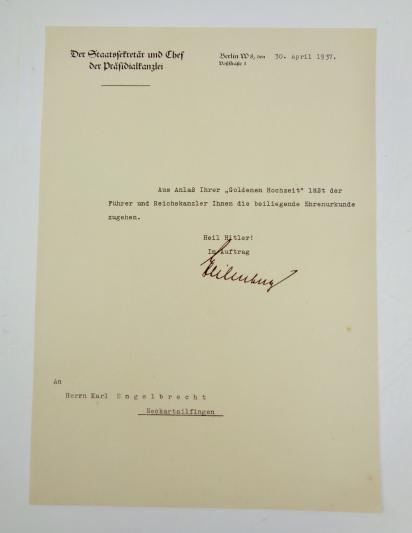 Der Staatssekretär und Chef
der Präsidialkanzlei
Berlin W 8, den 30. April 1937.
Voßstraße 1
Aus Anlaß Ihrer „Goldenen Hochzeit" läßt der
Führer und Reichskanzler Ihnen die beiliegende Ehrenurkunde
zugehen.
Heil Hitler!
Im Auftrag
An
Herrn Karl Engelbrecht
Neckartailfingen